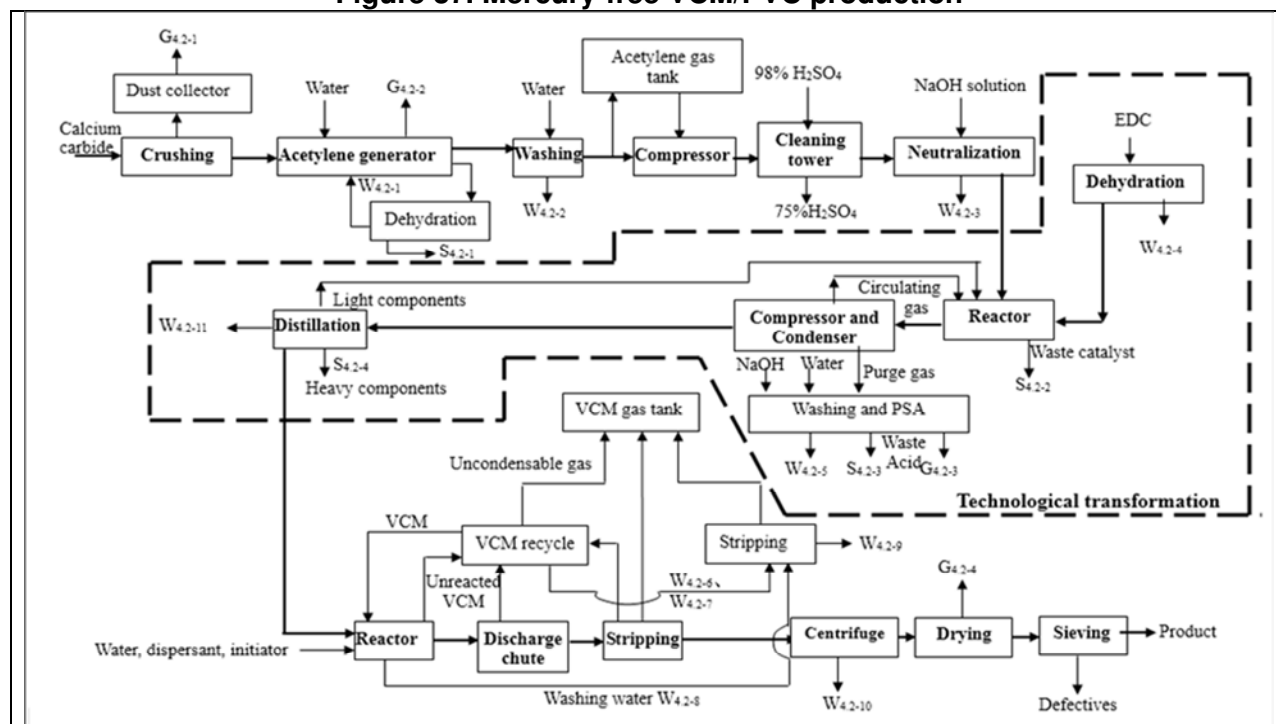 Figure 37: Mercury-free VCM/PVC production
G4.2-1
Dust collector
Calcium
carbide
Crushing
Water
G4.2-2
Acetylene generator
W4.2-1
Dehydration
S4.2-1
Water
Washing
W4.2-2
Acetylene gas
tank
Compressor
98% H2SO4
Cleaning
tower
75%H2SO4
NaOH solution
Neutralization
W4.2-3
EDC
Dehydration
W4.2-4
Light components
W4.2-11
Distillation
S4.2-4
Heavy components
Compressor and
Condenser
Circulating
gas
Reactor
Waste catalyst
S4.2-2
NaOH
Water
Purge gas
Washing and PSA
W4.2-5
S4.2-3
Waste
Acid
G4.2-3
Technological transformation
VCM gas tank
Uncondensable gas
VCM
VCM recycle
Unreacted
VCM
Stripping
W4.2-9
W4.2-6、
W4.2-7
Water, dispersant, initiator
Reactor
Discharge
chute
Stripping
Washing water W4.2-8
Centrifuge
W4.2-10
G4.2-4
Drying
Sieving
Product
Defectives